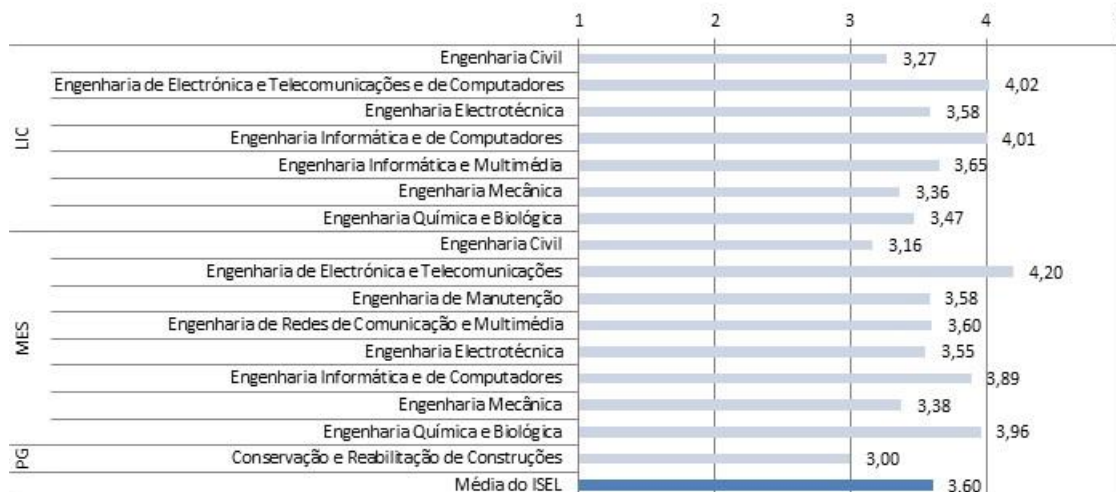 1 2 3 4
LIC
Engenharia Civil 3,27
Engenharia de Electrónica e Telecomunicações e de Computadores 4,02
Engenharia Electrotécnica 3,58
Engenharia Informática e de Computadores 4,01
Engenharia Informática e Multimédia 3,65
Engenharia Mecânica 3,36
Engenharia Química e Biológica 3,47
MES
Engenharia Civil 3,16
Engenharia de Electrónica e Telecomunicações 4,20
Engenharia de Manutenção 3,58
Engenharia de Redes de Comunicação e Multimédia 3,60
Engenharia Electrotécnica 3,55
Engenharia Informática e de Computadores 3,89
Engenharia Mecânica 3,38
Engenharia Química e Biológica 3,96
PG
Conservação e Reabilitação de Construções 3,00
Média do ISEL 3,60